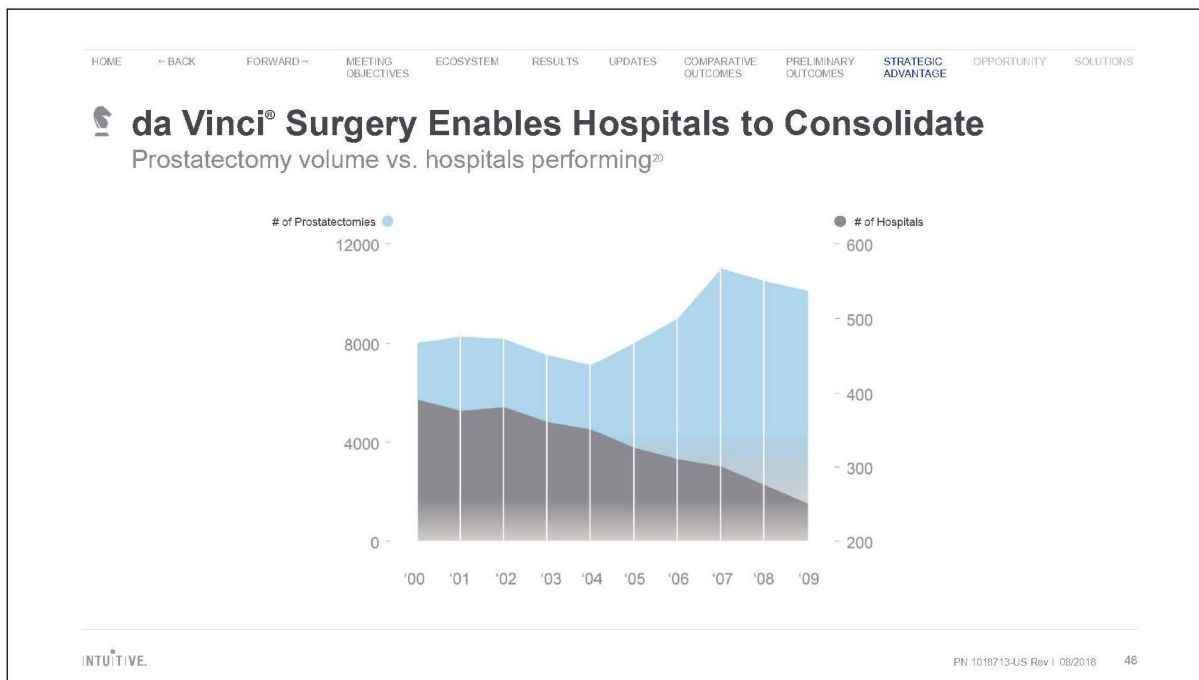 HOME ←BACK FORWARD→ MEETING OBJECTIVES ECOSYSTEM RESULTS UPDATES COMPARATIVE OUTCOMES PRELIMINARY OUTCOMES STRATEGIC ADVANTAGE OPPORTUNITY SOLUTIONS
da Vinci® Surgery Enables Hospitals to Consolidate
Prostatectomy volume vs. hospitals performing20
# of Prostatectomies
# of Hospitals
12000
8000
4000
0
600
500
400
300
200
'00 '01 '02 '03 '04 '05 '06 '07 '08 '09
INTUITIVE.
PN 1018713-US Rev I 08/2018 46